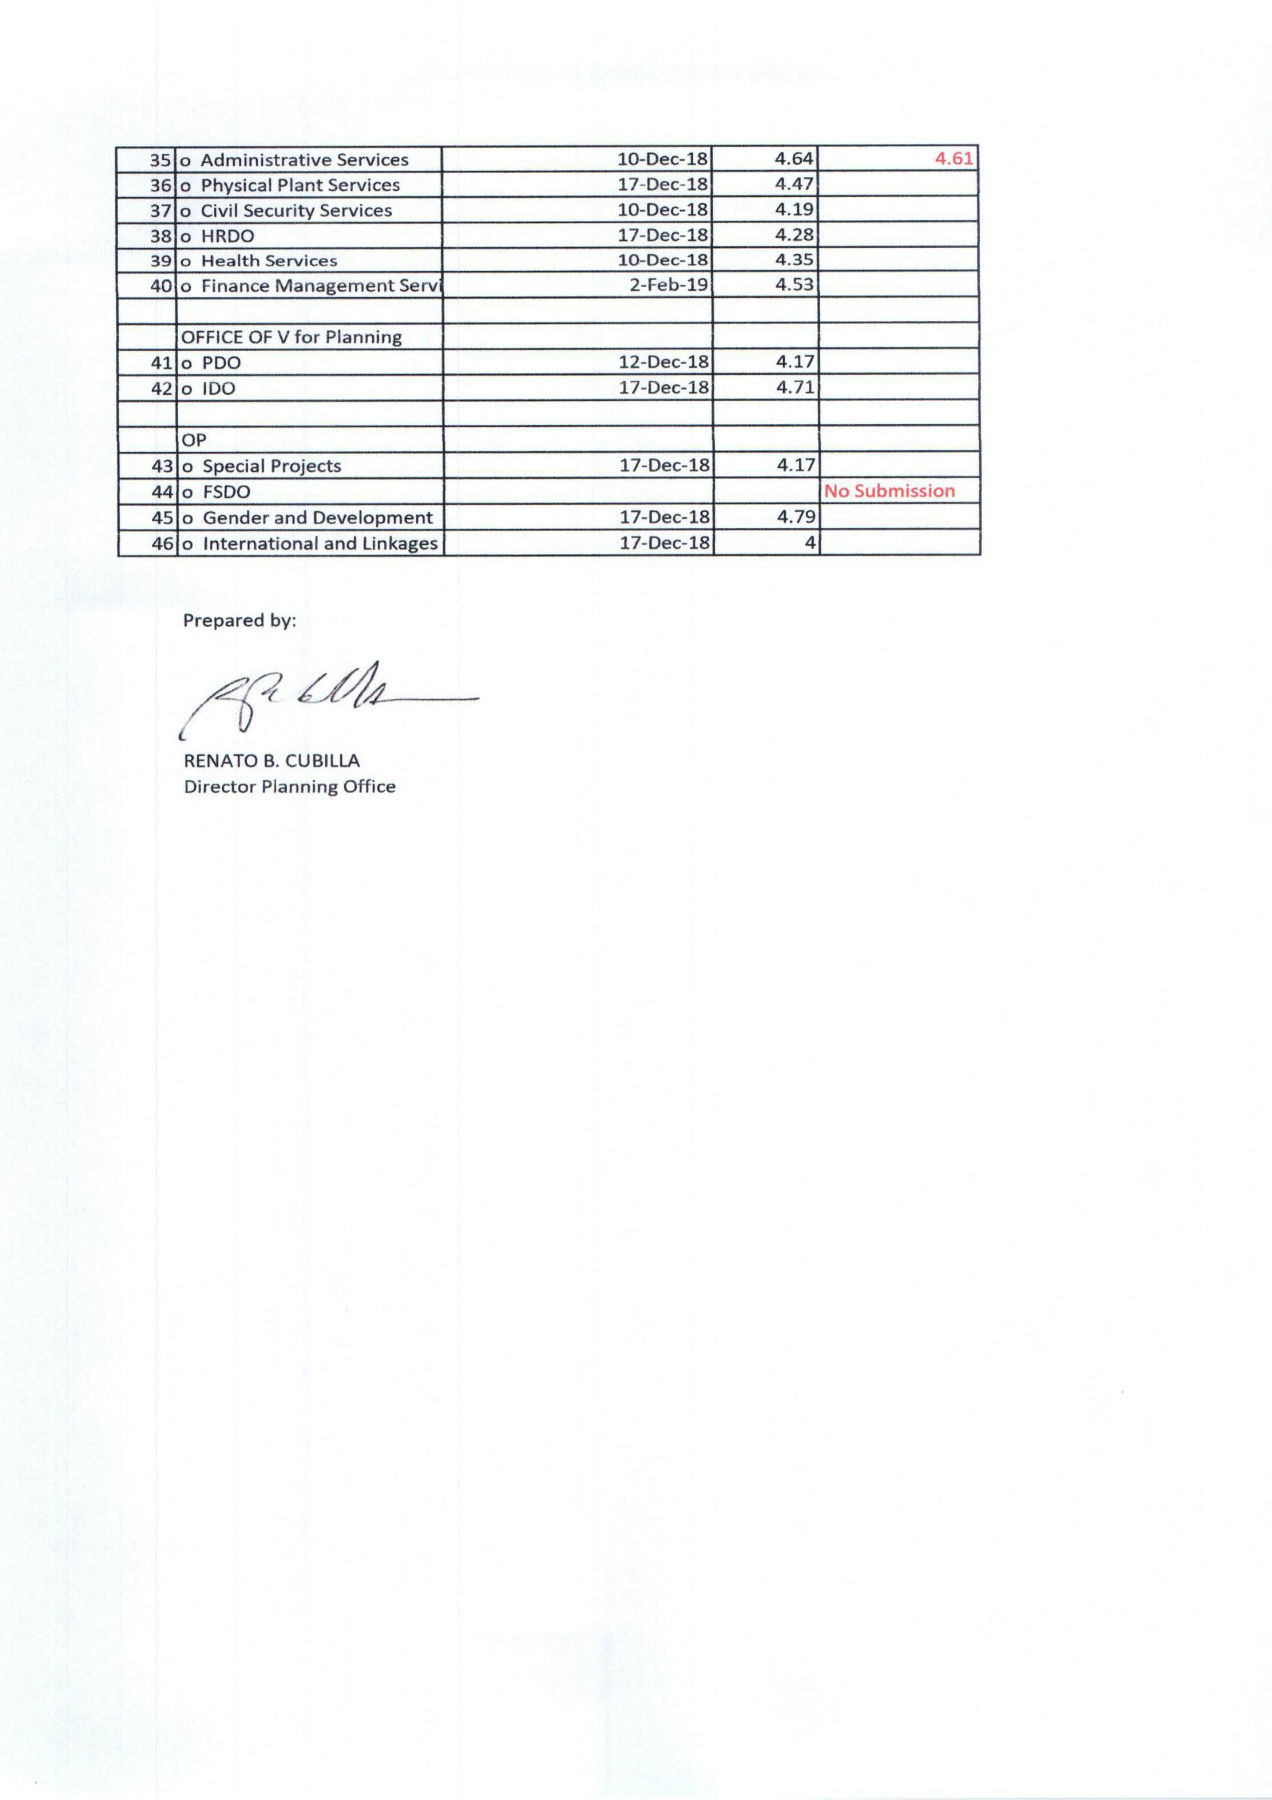 35 o Administrative Services 10-Dec-18 4.64 4.61
36 o Physical Plant Services 17-Dec-18 4.47
37 o Civil Security Services 10-Dec-18 4.19
38 o HRDO 17-Dec-18 4.28
39 o Health Services 10-Dec-18 4.35
40 o Finance Management Servi 2-Feb-19 4.53
OFFICE OF V for Planning
41 o PDO 12-Dec-18 4.17
42 o IDO 17-Dec-18 4.71
OP
43 o Special Projects 17-Dec-18 4.17
44 o FSDO No Submission
45 o Gender and Development 17-Dec-18 4.79
46 o International and Linkages 17-Dec-18 4
Prepared by:
RENATO B. CUBILLA
Director Planning Office